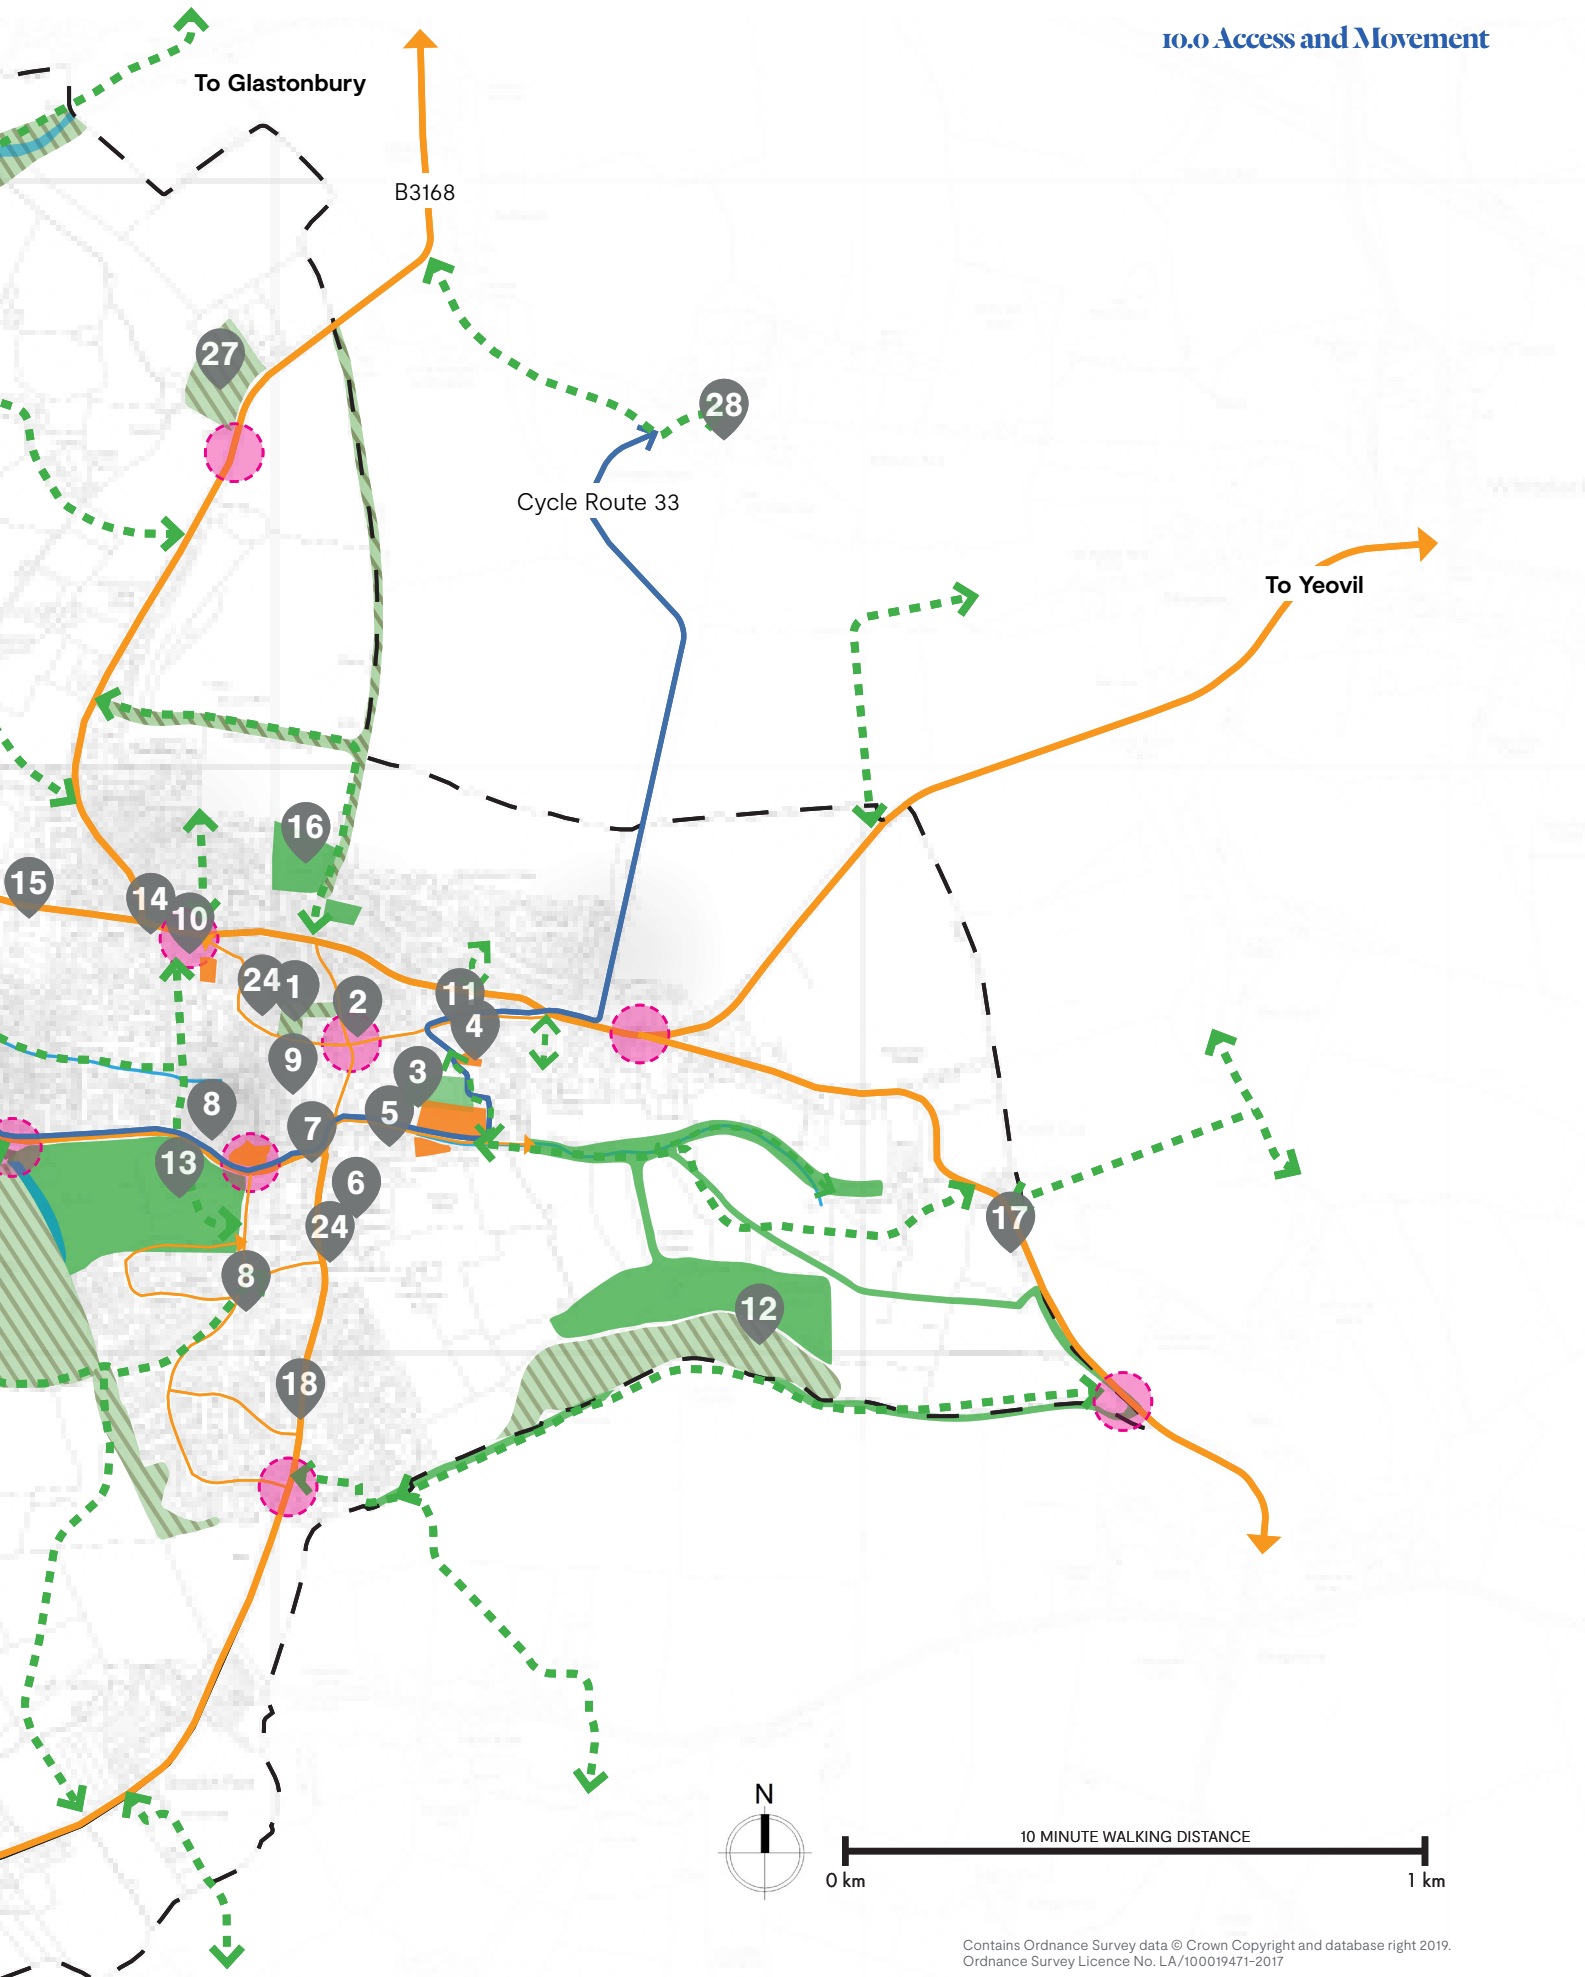 10.0 Access and Movement
To Glastonbury
B3168
27
28
Cycle Route 33
To Yeovil
16
15
14
10
24
1
2
11
4
9
3
8
5
7
13
6
24
17
8
12
18
N
10 MINUTE WALKING DISTANCE
0 km
1 km
Contains Ordnance Survey data © Crown Copyright and database right 2019.
Ordnance Survey Licence No. LA/100019471-2017